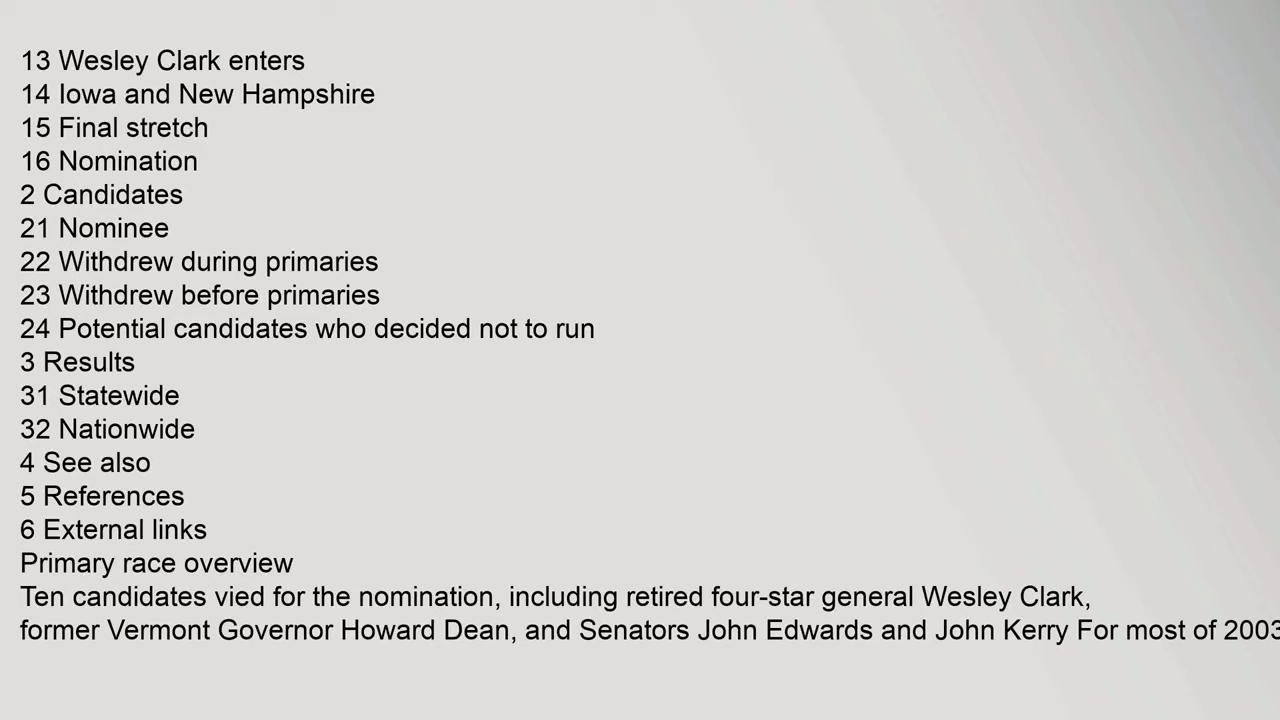 13 Wesley Clark enters
14 Iowa and New Hampshire
15 Final stretch
16 Nomination
2 Candidates
21 Nominee
22 Withdrew during primaries
23 Withdrew before primaries
24 Potential candidates who decided not to run
3 Results
31 Statewide
32 Nationwide
4 See also
5 References
6 External links
Primary race overview
Ten candidates vied for the nomination, including retired four-star general Wesley Clark,
former Vermont Governor Howard Dean, and Senators John Edwards and John Kerry For most of 2003